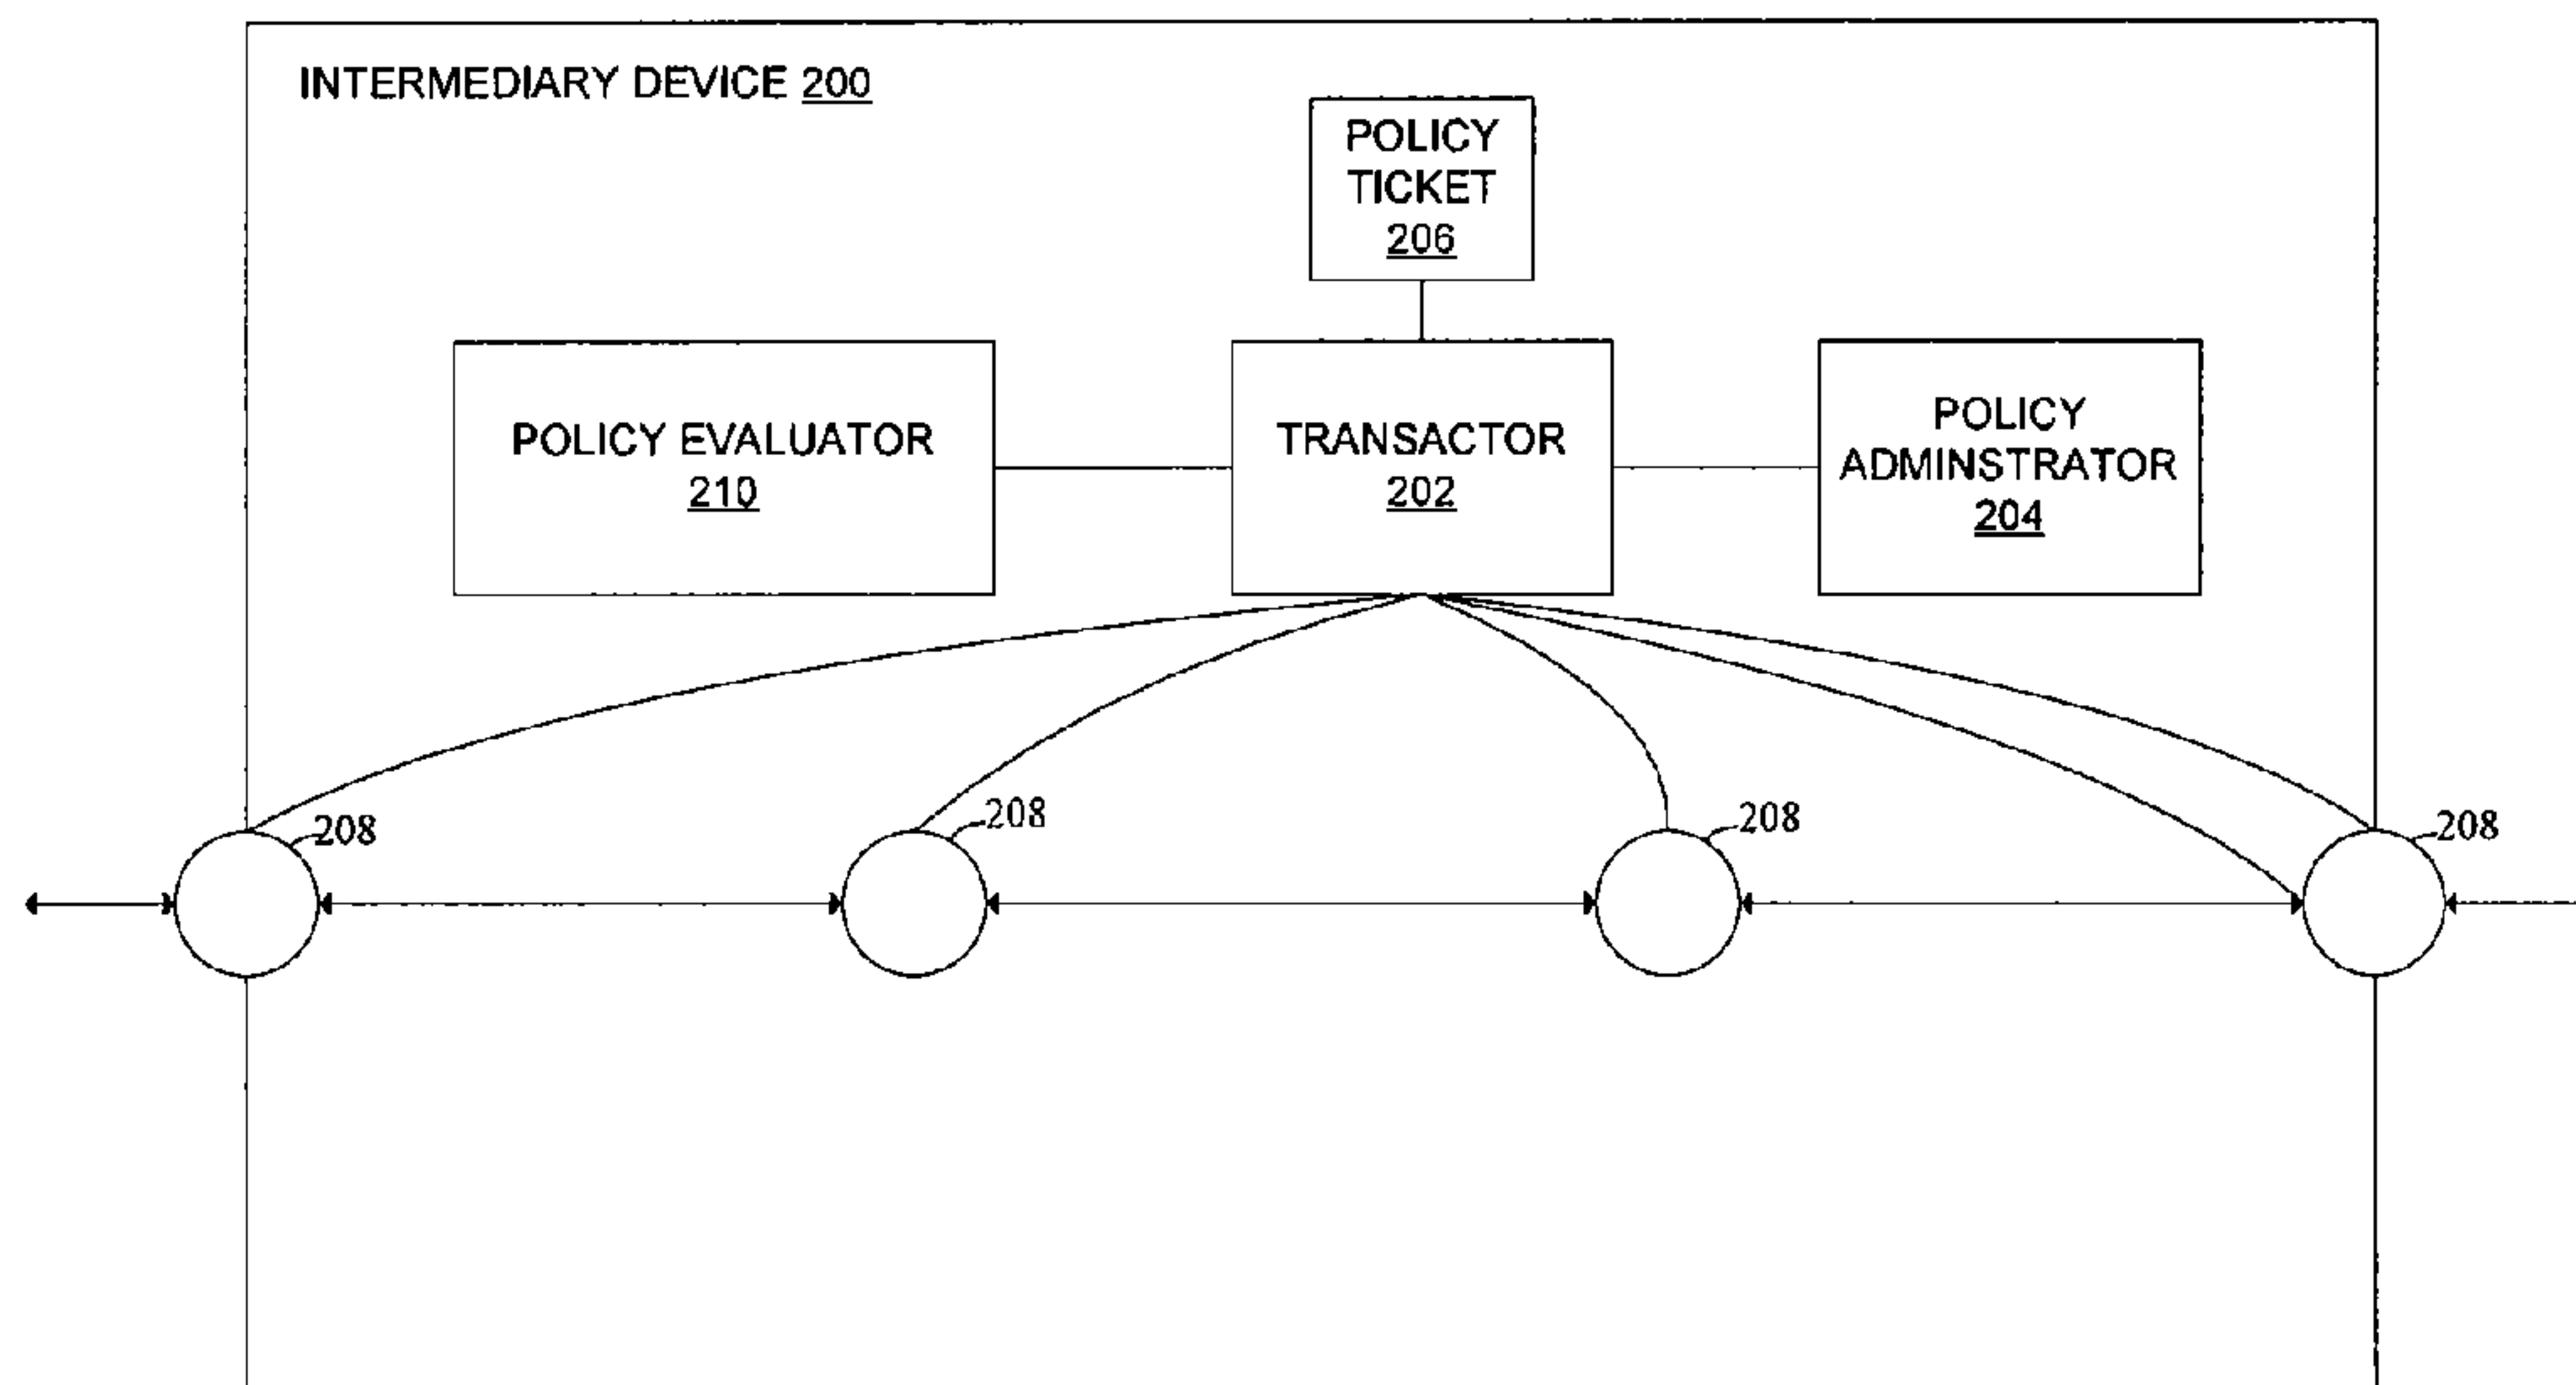 INTERMEDIARY DEVICE 200
POLICY
TICKET
206
POLICY EVALUATOR
210
TRANSACTOR
202
POLICY
ADMINSTRATOR
204
208
208
208
208